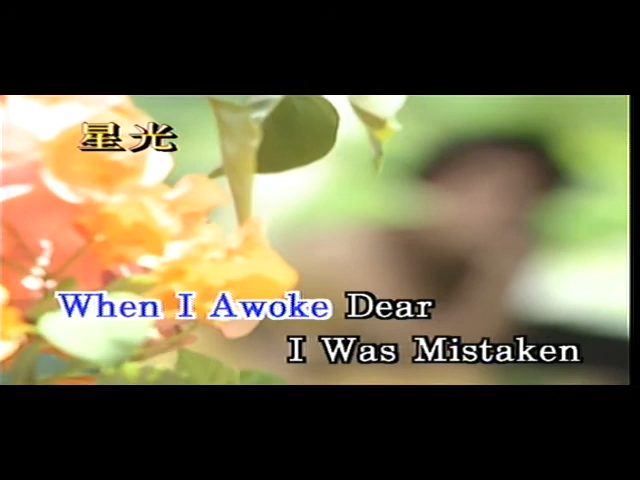 星光
When I Awoke Dear
I Was Mistaken